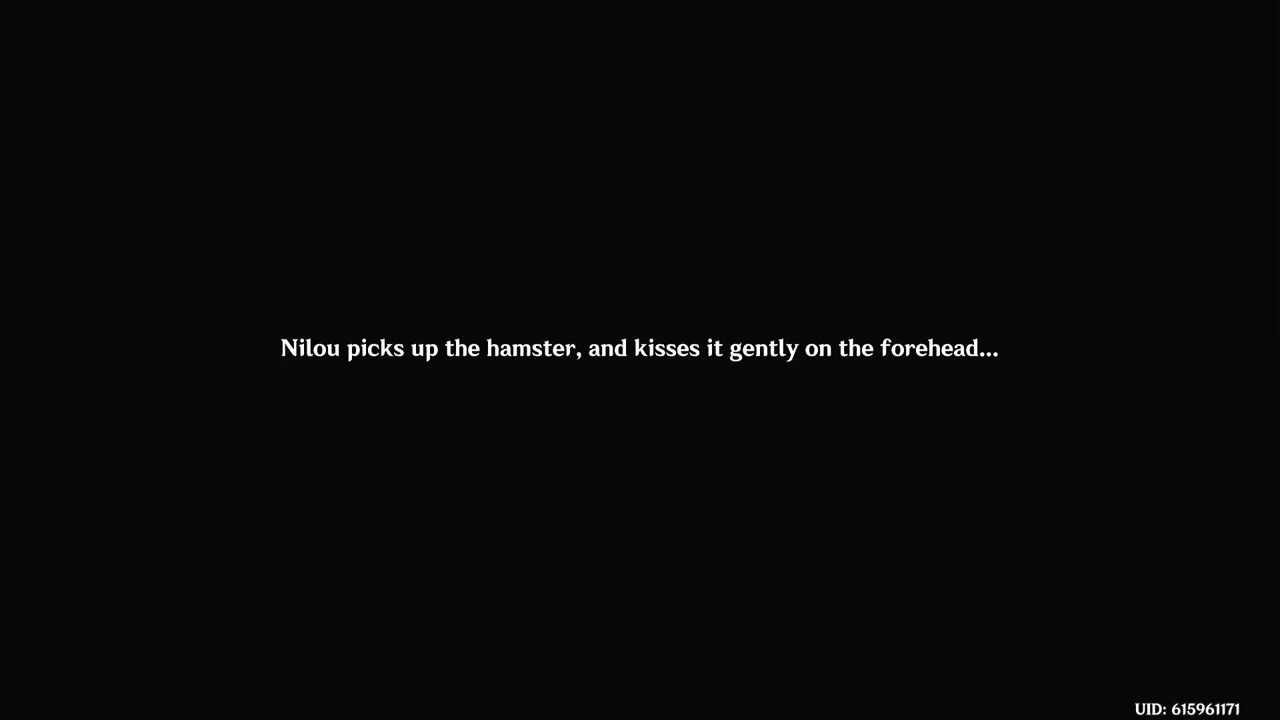 Nilou picks up the hamster, and kisses it gently on the forehead...
UID: 615961171